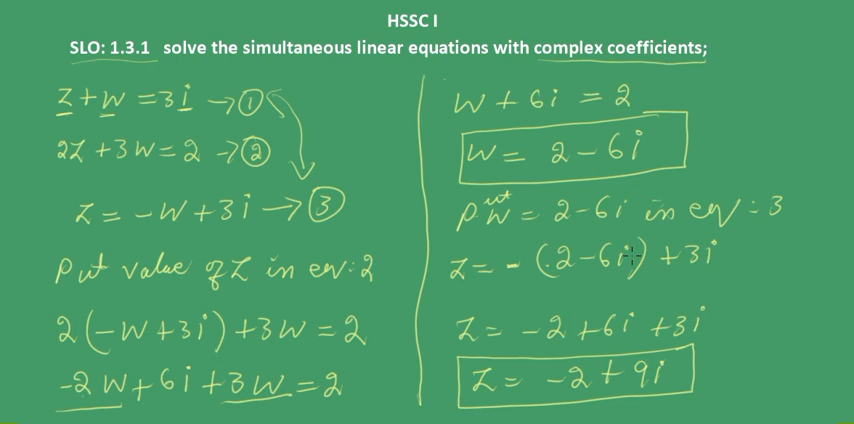 HSSC I
SLO: 1.3.1 solve the simultaneous linear equations with complex coefficients;
z + w = 3i → ①
2z + 3w = 2 → ②
z = -w + 3i → ③
Put value of z in eq: 2
2(-w + 3i) + 3w = 2
-2w + 6i + 3w = 2
w + 6i = 2
w = 2 - 6i
put w = 2 - 6i in eq: 3
z = - (2 - 6i) + 3i
z = -2 + 6i + 3i
z = -2 + 9i